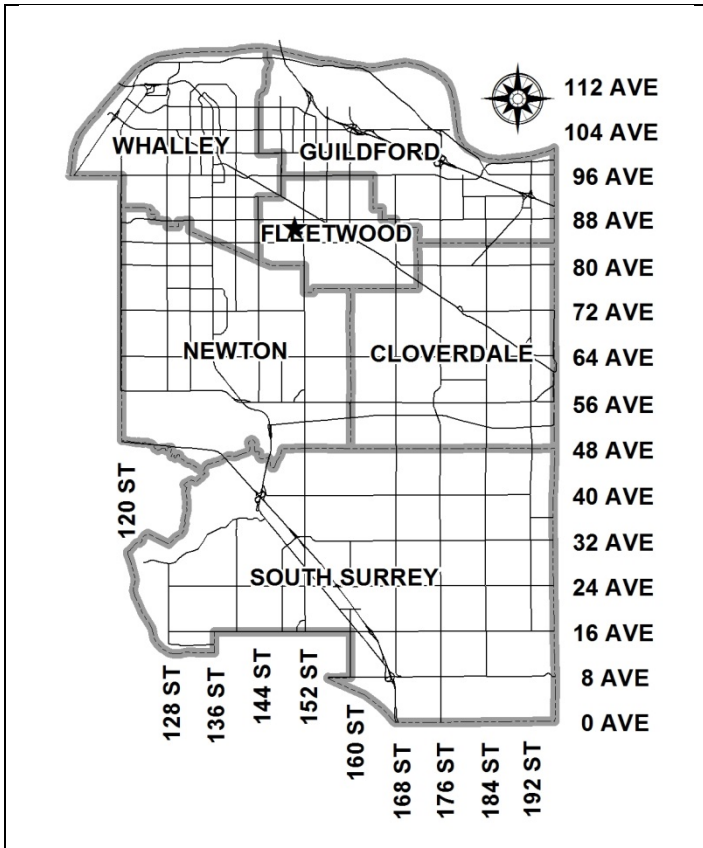 112 AVE
104 AVE
WHALLEY
GUILDFORD
96 AVE
88 AVE
FLEETWOOD
80 AVE
72 AVE
NEWTON
CLOVERDALE
64 AVE
56 AVE
48 AVE
120 ST
40 AVE
32 AVE
SOUTH SURREY
24 AVE
16 AVE
128 ST
136 ST
144 ST
152 ST
160 ST
8 AVE
0 AVE
168 ST
176 ST
184 ST
192 ST